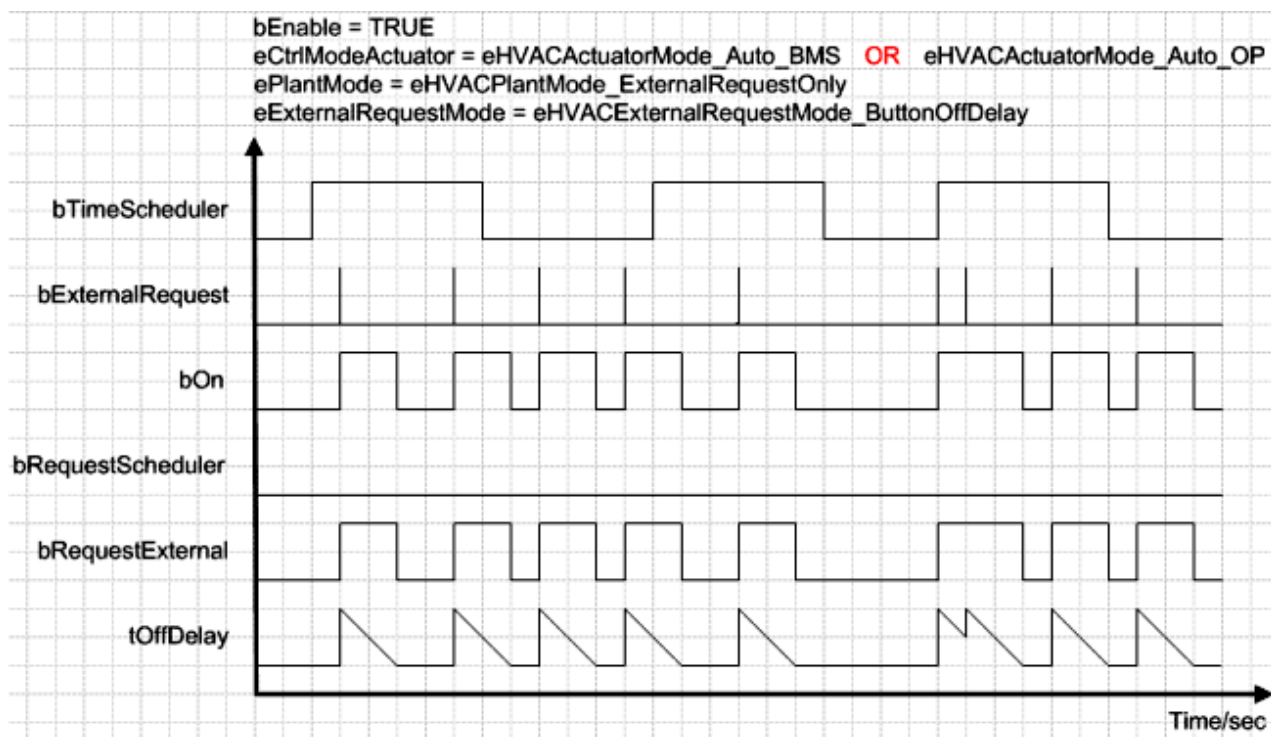 bEnable = TRUE
eCtrlModeActuator = eHVACActuatorMode_Auto_BMS OR eHVACActuatorMode_Auto_OP
ePlantMode = eHVACPlantMode_ExternalRequestOnly
eExternalRequestMode = eHVACExternalRequestMode_ButtonOffDelay
bTimeScheduler
bExternalRequest
bOn
bRequestScheduler
bRequestExternal
tOffDelay
Time/sec